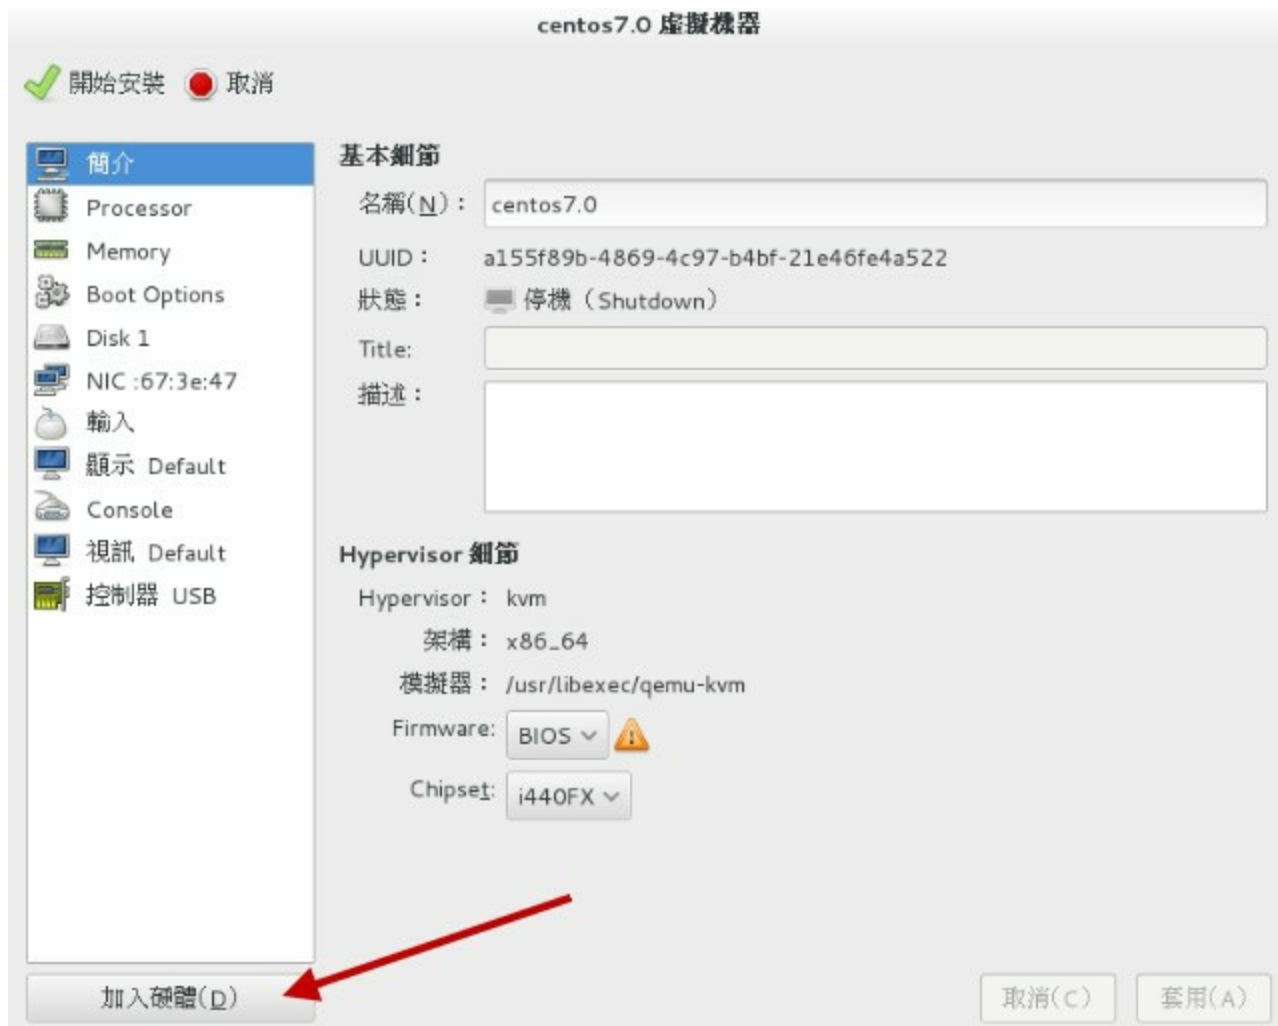 centos7.0 虛擬機器
開始安裝 取消
簡介
Processor
Memory
Boot Options
Disk 1
NIC :67:3e:47
輸入
顯示 Default
Console
視訊 Default
控制器 USB
加入硬體(D)
基本細節
名稱(N)： centos7.0
UUID： a155f89b-4869-4c97-b4bf-21e46fe4a522
狀態： 停機（Shutdown）
Title:
描述：
Hypervisor 細節
Hypervisor： kvm
架構： x86_64
模擬器： /usr/libexec/qemu-kvm
Firmware: BIOS
Chipset: i440FX
取消(C) 套用(A)